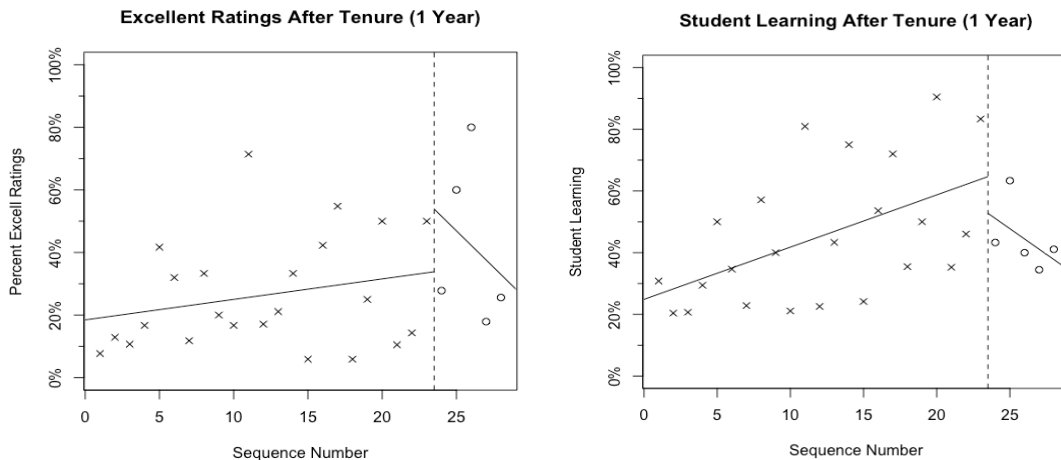 Excellent Ratings After Tenure (1 Year)
Percent Excell Ratings
100%
80%
60%
40%
20%
0%
0 5 10 15 20 25
Sequence Number
Student Learning After Tenure (1 Year)
Student Learning
100%
80%
60%
40%
20%
0%
0 5 10 15 20 25
Sequence Number